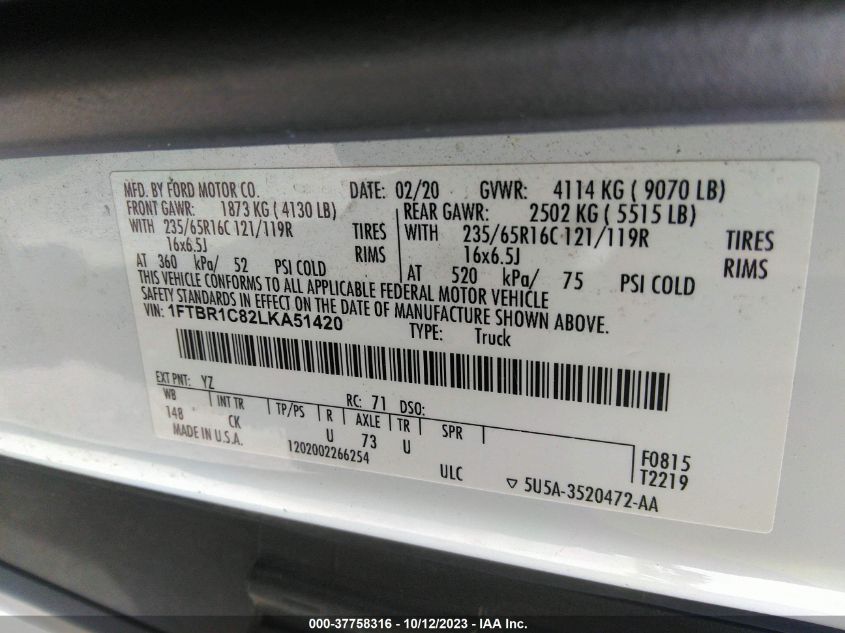 MFD. BY FORD MOTOR CO. DATE: 02/20 GVWR: 4114 KG ( 9070 LB)
FRONT GAWR: 1873 KG ( 4130 LB) REAR GAWR: 2502 KG ( 5515 LB)
WITH 235/65R16C 121/119R TIRES WITH 235/65R16C 121/119R TIRES
16x6.5J RIMS 16x6.5J RIMS
AT 360 kPa/ 52 PSI COLD AT 520 kPa/ 75 PSI COLD
THIS VEHICLE CONFORMS TO ALL APPLICABLE FEDERAL MOTOR VEHICLE
SAFETY STANDARDS IN EFFECT ON THE DATE OF MANUFACTURE SHOWN ABOVE.
VIN: 1FTBR1C82LKA51420 TYPE: Truck
EXT PNT: YZ RC: 71 DSO:
WB INT TR TP/PS R AXLE TR SPR
148 CK U 73 U F0815
MADE IN U.S.A. 1202002266254 T2219
ULC ▽ 5U5A-3520472-AA
000-37758316 - 10/12/2023 - IAA Inc.